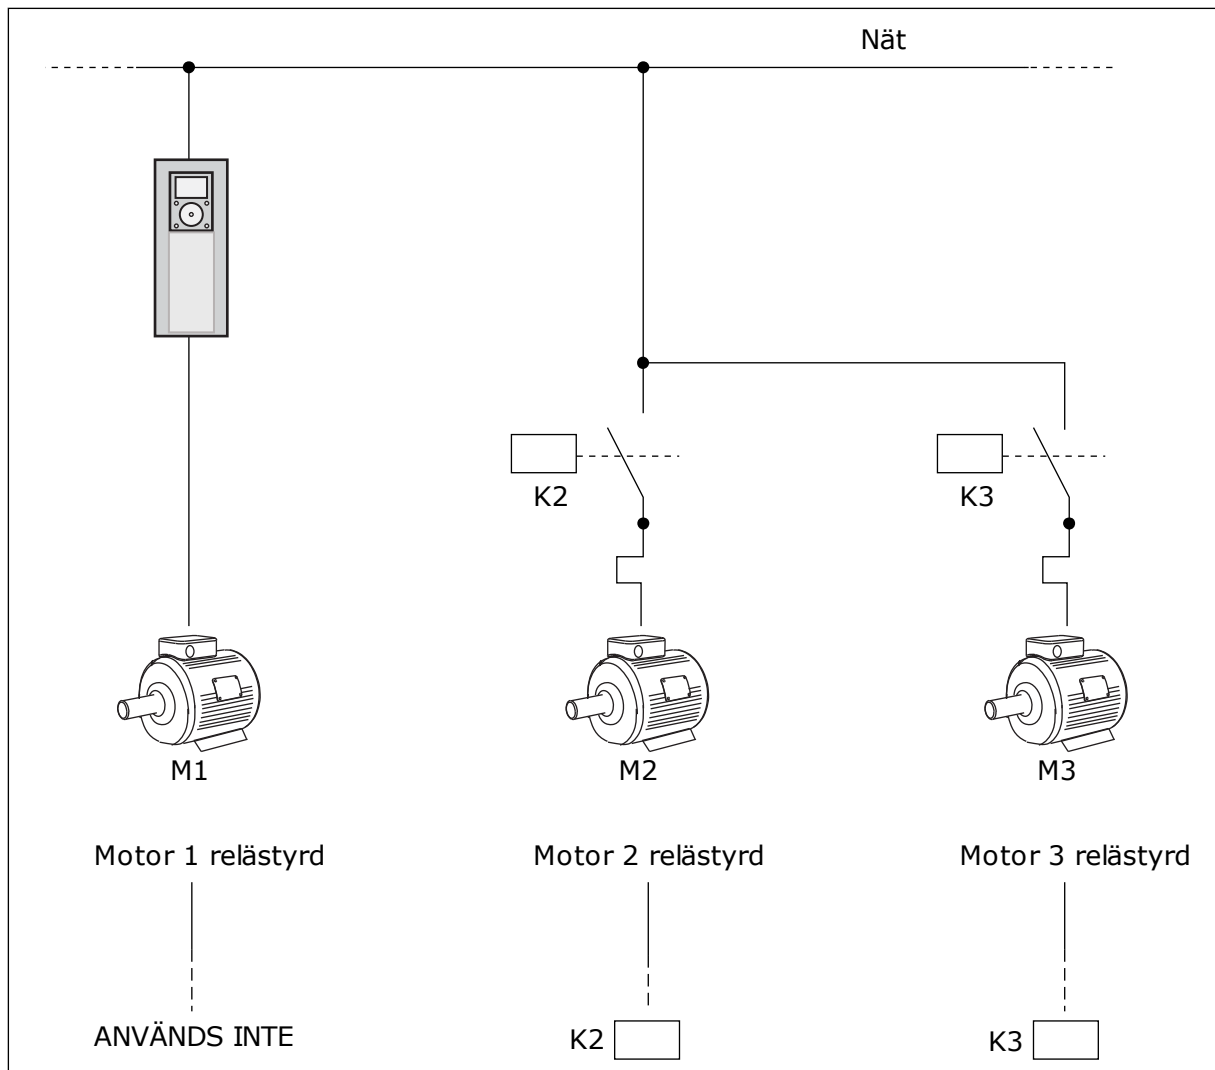 Nät
K2
K3
M1
M2
M3
Motor 1 relästyrd
Motor 2 relästyrd
Motor 3 relästyrd
ANVÄNDS INTE
K2
K3